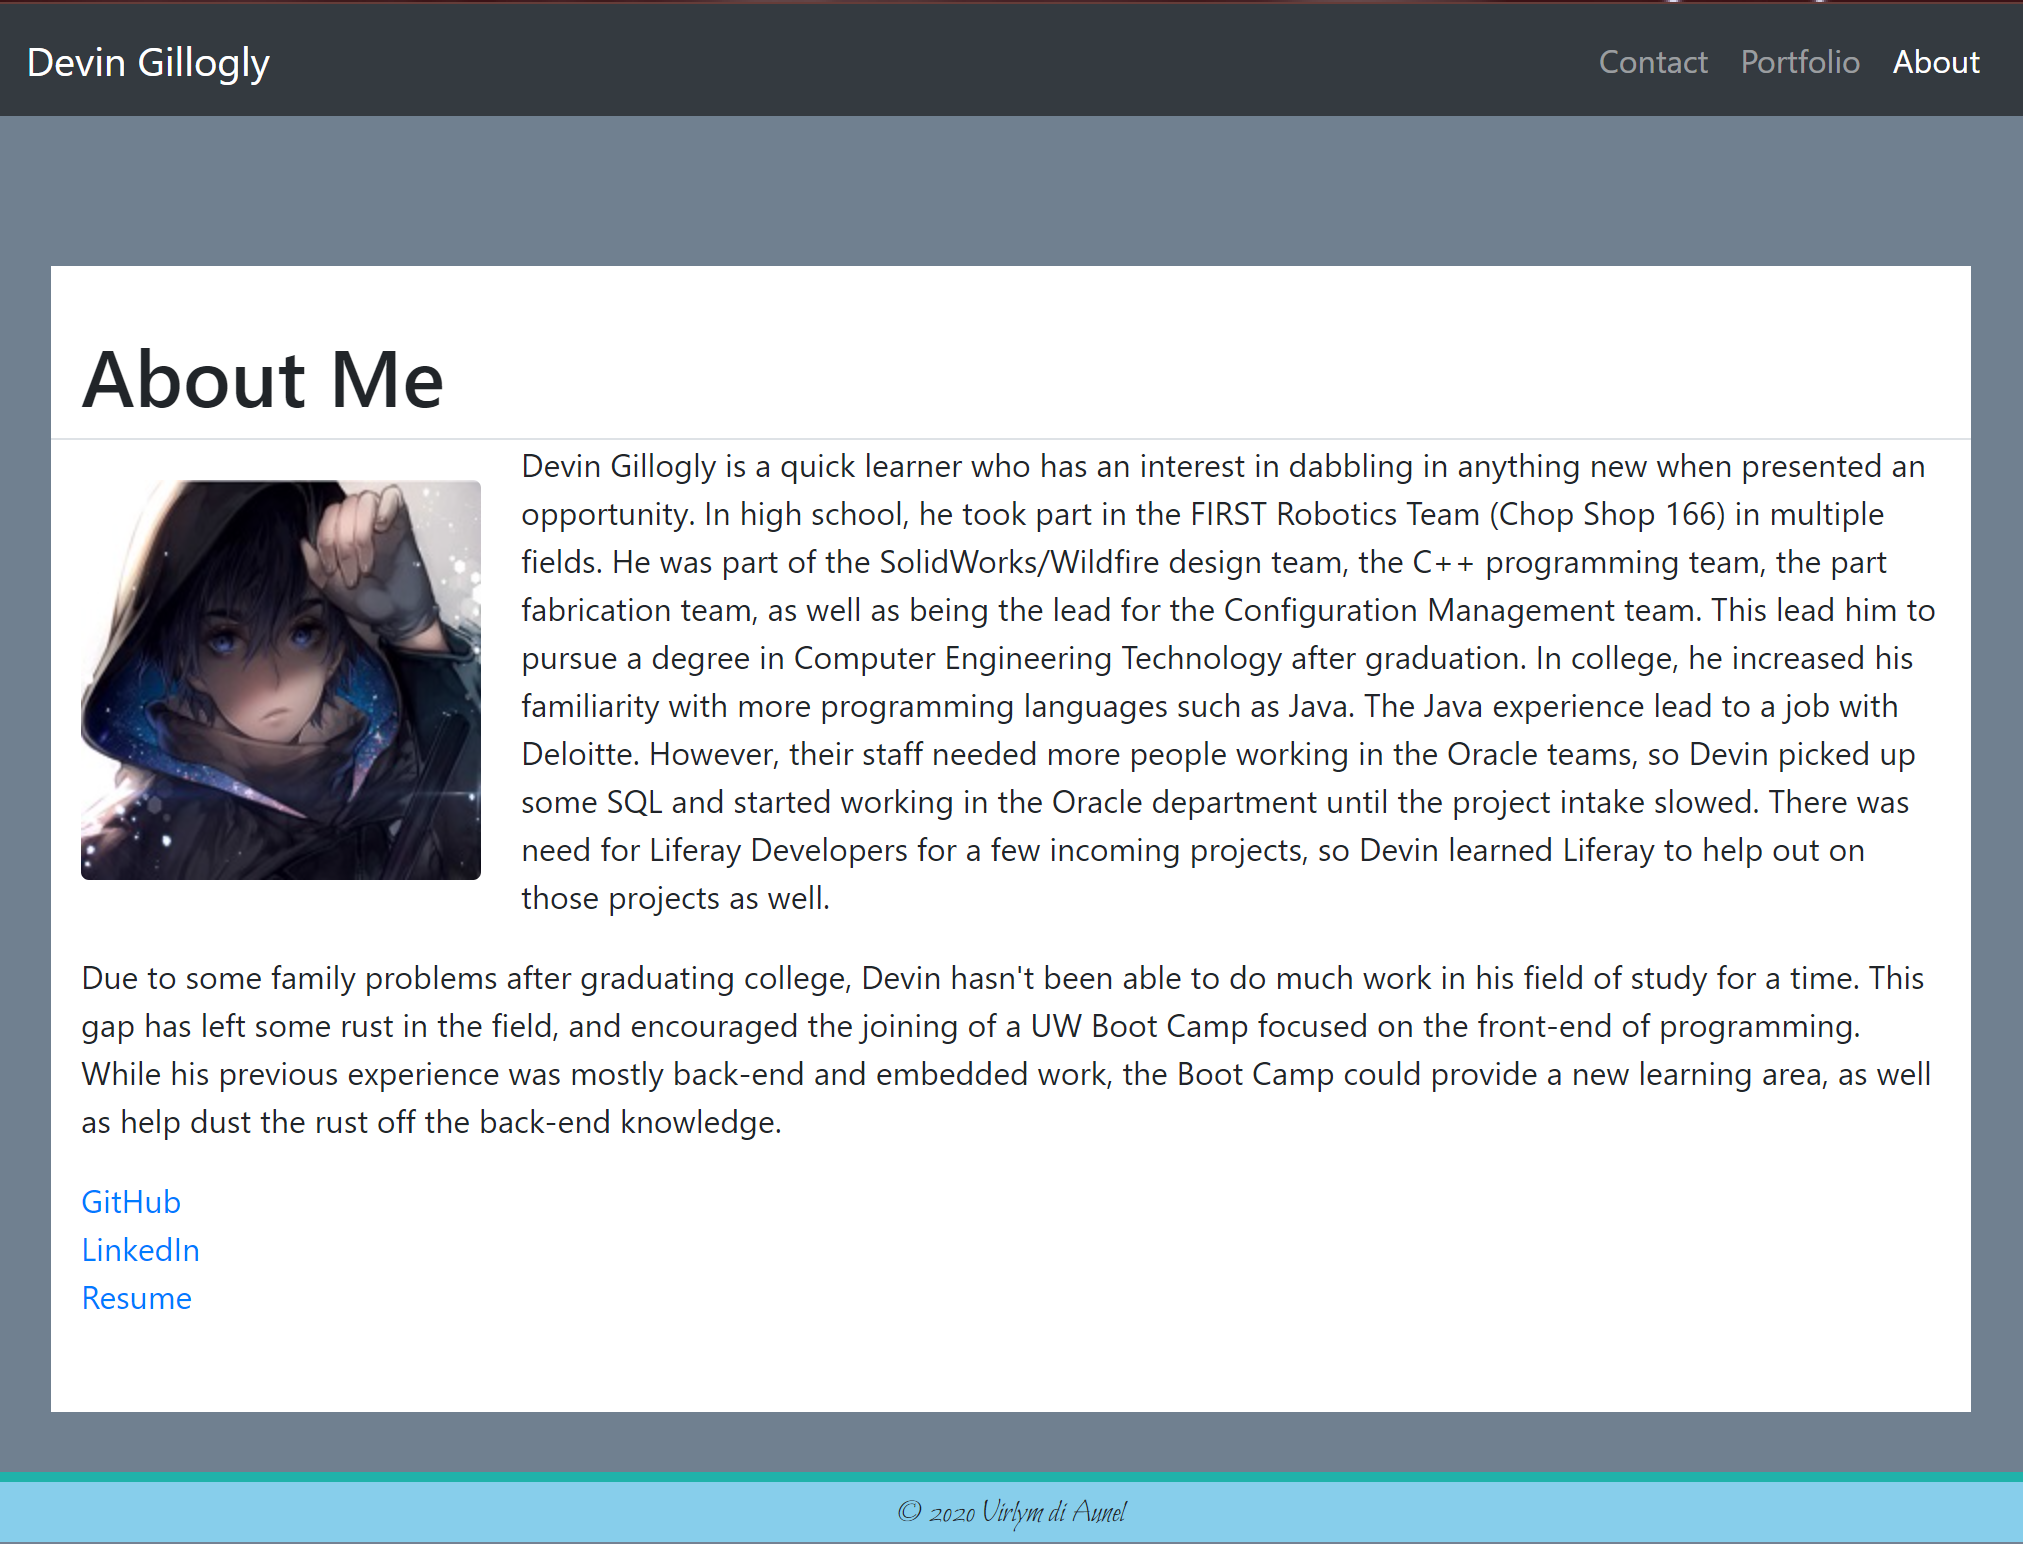 Devin Gillogly
Contact Portfolio About
About Me
Devin Gillogly is a quick learner who has an interest in dabbling in anything new when presented an
opportunity. In high school, he took part in the FIRST Robotics Team (Chop Shop 166) in multiple
fields. He was part of the SolidWorks/Wildfire design team, the C++ programming team, the part
fabrication team, as well as being the lead for the Configuration Management team. This lead him to
pursue a degree in Computer Engineering Technology after graduation. In college, he increased his
familiarity with more programming languages such as Java. The Java experience lead to a job with
Deloitte. However, their staff needed more people working in the Oracle teams, so Devin picked up
some SQL and started working in the Oracle department until the project intake slowed. There was
need for Liferay Developers for a few incoming projects, so Devin learned Liferay to help out on
those projects as well.
Due to some family problems after graduating college, Devin hasn't been able to do much work in his field of study for a time. This
gap has left some rust in the field, and encouraged the joining of a UW Boot Camp focused on the front-end of programming.
While his previous experience was mostly back-end and embedded work, the Boot Camp could provide a new learning area, as well
as help dust the rust off the back-end knowledge.
GitHub
LinkedIn
Resume
© 2020 Virlym di Aunel